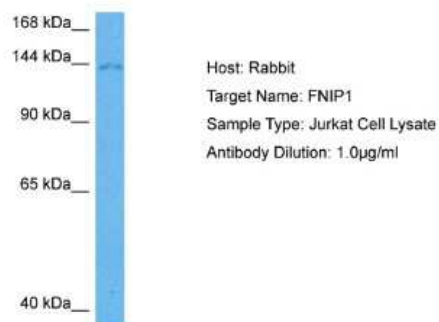 168 kDa
144 kDa
90 kDa
65 kDa
40 kDa
Host: Rabbit
Target Name: FNIP1
Sample Type: Jurkat Cell Lysate
Antibody Dilution: 1.0µg/ml